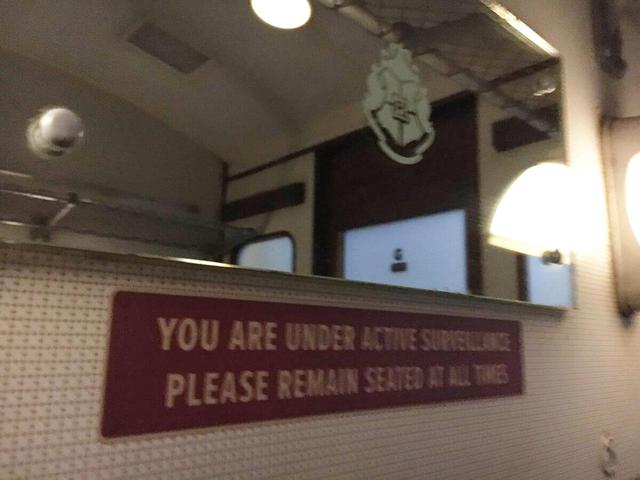 YOU ARE UNDER ACTIVE SURVEILLANCE
PLEASE REMAIN SEATED AT ALL TIMES